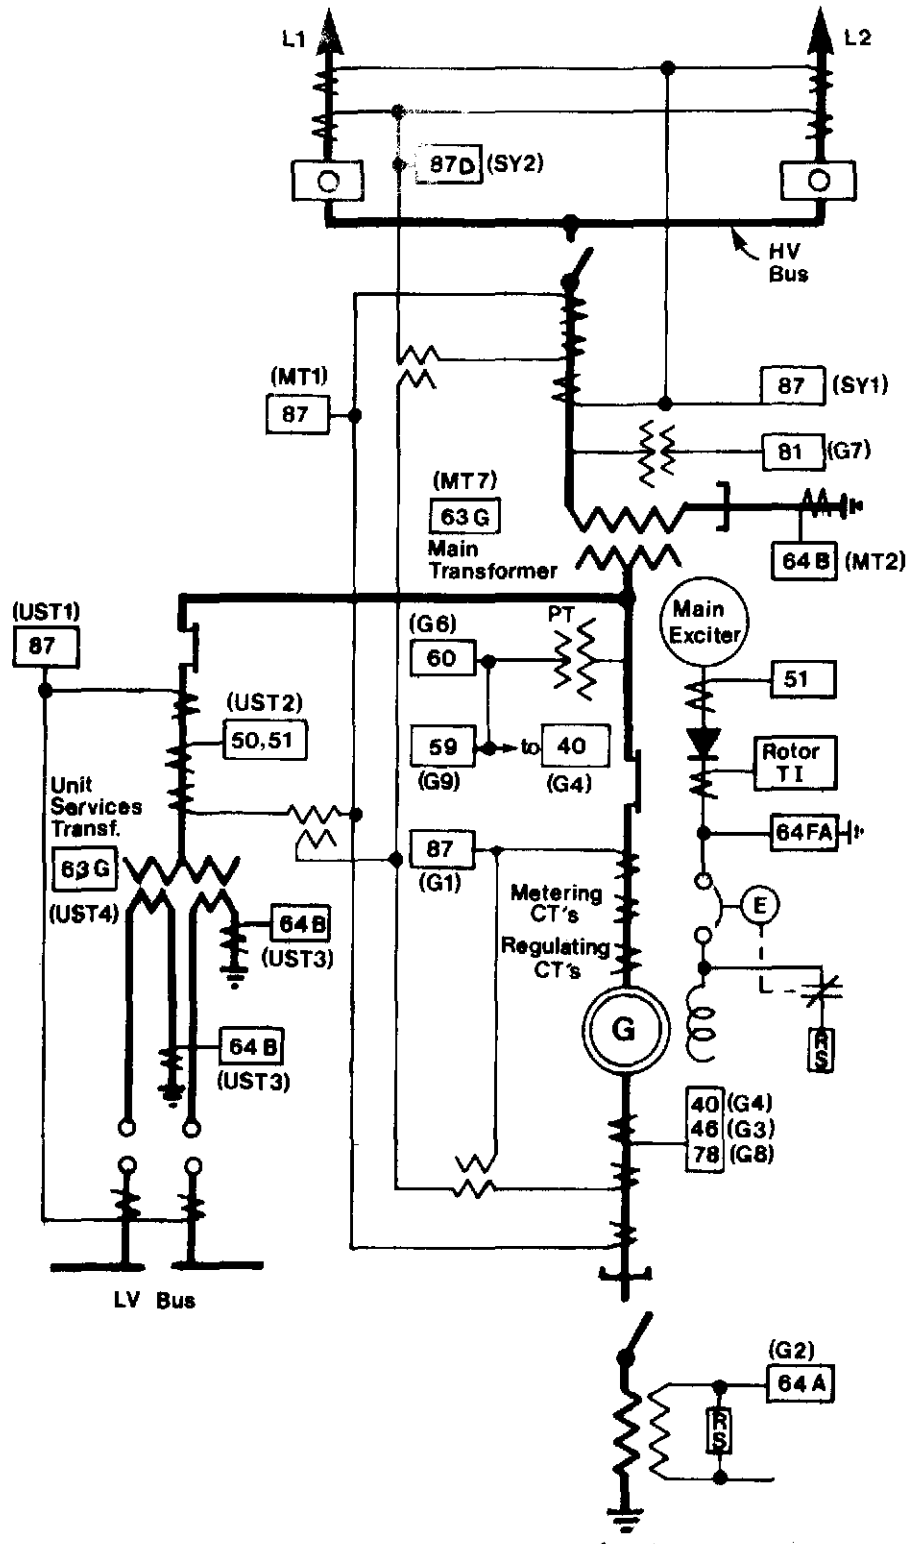 L1
L2
87D (SY2)
HV
Bus
(MT1)
87
87 (SY1)
81 (G7)
(MT7)
63G
Main
Transformer
64B (MT2)
(UST1)
87
(G6)
60
PT
Main
Exciter
51
(UST2)
50,51
59
(G9)
to 40
(G4)
Rotor
TI
Unit
Services
Transf.
63G
(UST4)
87
(G1)
64FA
Metering
CT's
E
64B
(UST3)
Regulating
CT's
G
RS
64B
(UST3)
40 (G4)
46 (G3)
78 (G8)
LV Bus
(G2)
64A
RS